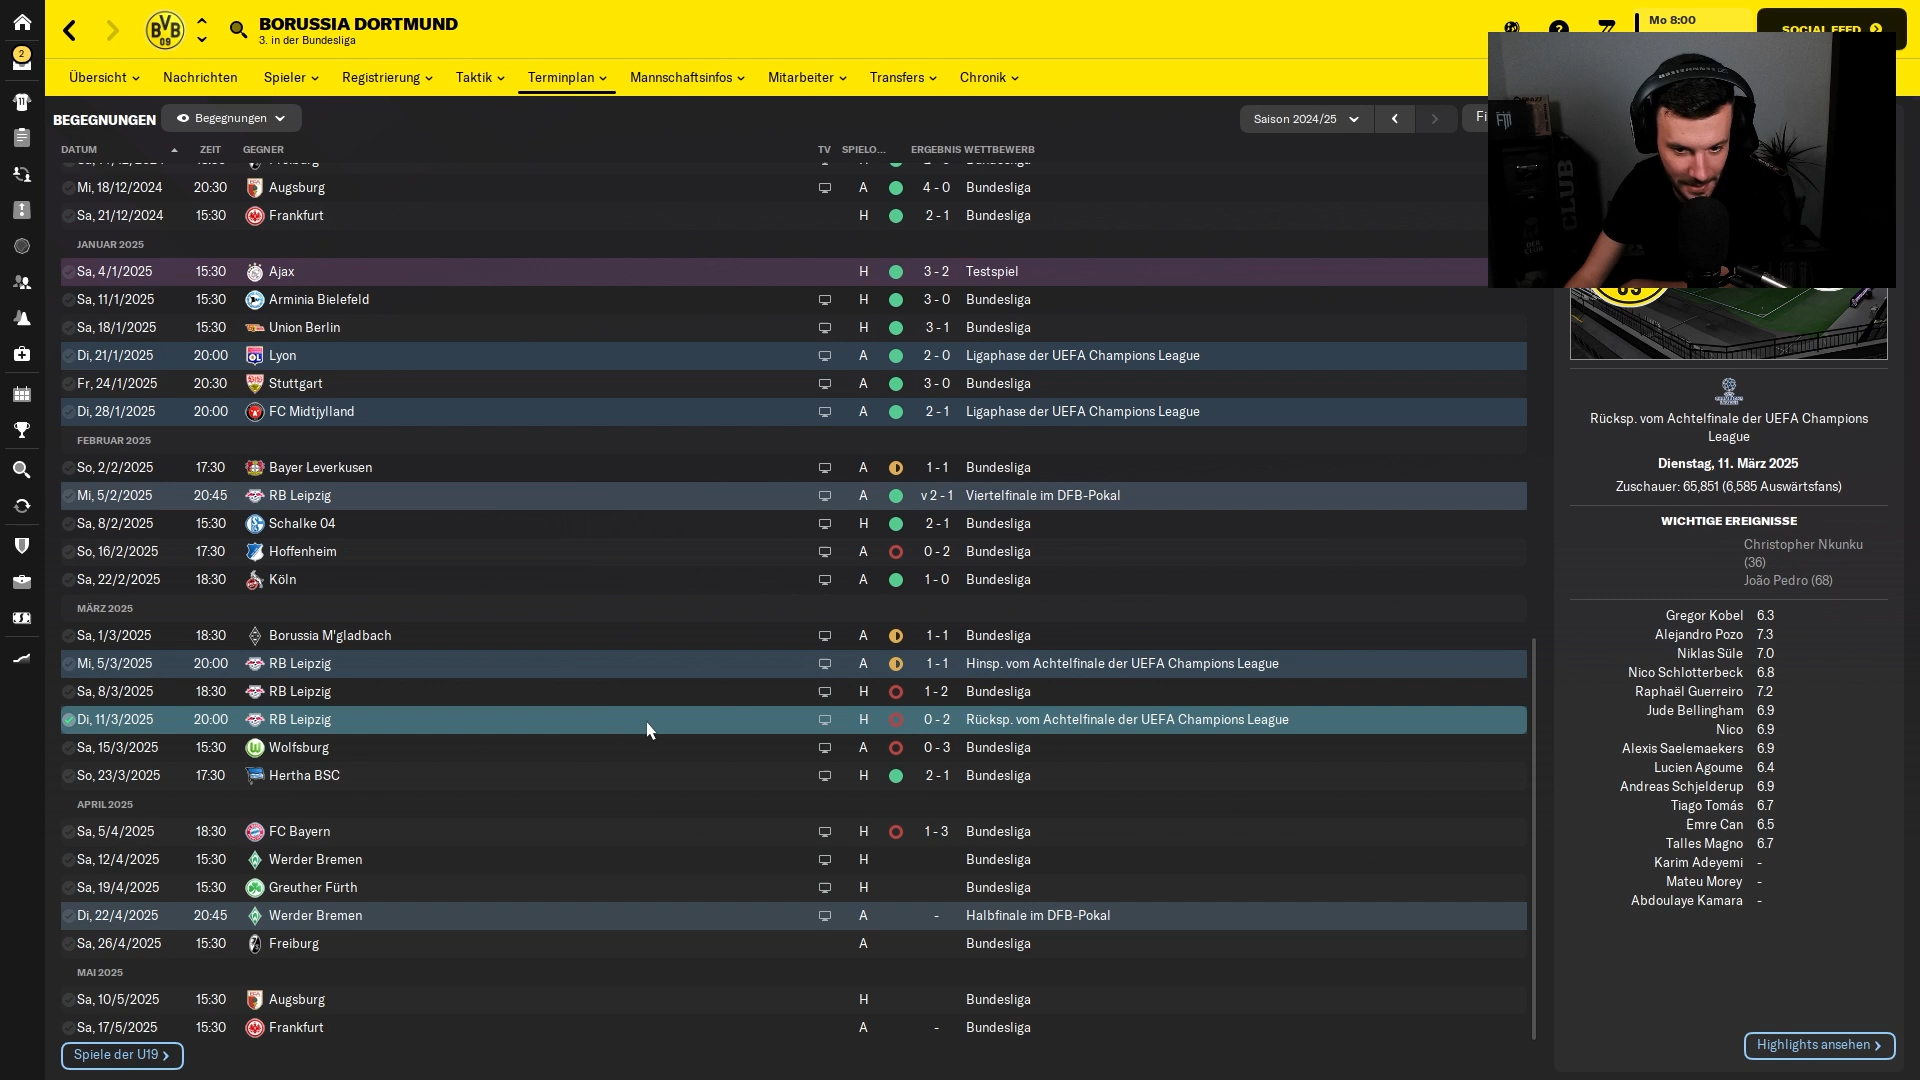 BORUSSIA DORTMUND
3. in der Bundesliga
Mo 8:00
SOCIAL FEED
2
Übersicht
Nachrichten
Spieler
Registrierung
Taktik
Terminplan
Mannschaftsinfos
Mitarbeiter
Transfers
Chronik
BEGEGNUNGEN
Begegnungen
Saison 2024/25
Fi
DATUM ZEIT GEGNER TV SPIELO... ERGEBNIS WETTBEWERB
Mi, 18/12/2024 20:30 Augsburg A 4 - 0 Bundesliga
Sa, 21/12/2024 15:30 Frankfurt H 2 - 1 Bundesliga
JANUAR 2025
Sa, 4/1/2025 15:30 Ajax H 3 - 2 Testspiel
Sa, 11/1/2025 15:30 Arminia Bielefeld H 3 - 0 Bundesliga
Sa, 18/1/2025 15:30 Union Berlin H 3 - 1 Bundesliga
Di, 21/1/2025 20:00 Lyon A 2 - 0 Ligaphase der UEFA Champions League
Fr, 24/1/2025 20:30 Stuttgart A 3 - 0 Bundesliga
Di, 28/1/2025 20:00 FC Midtjylland A 2 - 1 Ligaphase der UEFA Champions League
FEBRUAR 2025
So, 2/2/2025 17:30 Bayer Leverkusen A 1 - 1 Bundesliga
Mi, 5/2/2025 20:45 RB Leipzig A v 2 - 1 Viertelfinale im DFB-Pokal
Sa, 8/2/2025 15:30 Schalke 04 H 2 - 1 Bundesliga
So, 16/2/2025 17:30 Hoffenheim A 0 - 2 Bundesliga
Sa, 22/2/2025 18:30 Köln A 1 - 0 Bundesliga
MÄRZ 2025
Sa, 1/3/2025 18:30 Borussia M'gladbach A 1 - 1 Bundesliga
Mi, 5/3/2025 20:00 RB Leipzig A 1 - 1 Hinsp. vom Achtelfinale der UEFA Champions League
Sa, 8/3/2025 18:30 RB Leipzig H 1 - 2 Bundesliga
Di, 11/3/2025 20:00 RB Leipzig H 0 - 2 Rücksp. vom Achtelfinale der UEFA Champions League
Sa, 15/3/2025 15:30 Wolfsburg A 0 - 3 Bundesliga
So, 23/3/2025 17:30 Hertha BSC H 2 - 1 Bundesliga
APRIL 2025
Sa, 5/4/2025 18:30 FC Bayern H 1 - 3 Bundesliga
Sa, 12/4/2025 15:30 Werder Bremen H Bundesliga
Sa, 19/4/2025 15:30 Greuther Fürth H Bundesliga
Di, 22/4/2025 20:45 Werder Bremen A - Halbfinale im DFB-Pokal
Sa, 26/4/2025 15:30 Freiburg A Bundesliga
MAI 2025
Sa, 10/5/2025 15:30 Augsburg H Bundesliga
Sa, 17/5/2025 15:30 Frankfurt A - Bundesliga
Spiele der U19
CLUB
Rücksp. vom Achtelfinale der UEFA Champions
League
Dienstag, 11. März 2025
Zuschauer: 65,851 (6,585 Auswärtsfans)
WICHTIGE EREIGNISSE
Christopher Nkunku
(36)
João Pedro (68)
Gregor Kobel 6.3
Alejandro Pozo 7.3
Niklas Süle 7.0
Nico Schlotterbeck 6.8
Raphaël Guerreiro 7.2
Jude Bellingham 6.9
Nico 6.9
Alexis Saelemaekers 6.9
Lucien Agoume 6.4
Andreas Schjelderup 6.9
Tiago Tomás 6.7
Emre Can 6.5
Talles Magno 6.7
Karim Adeyemi -
Mateu Morey -
Abdoulaye Kamara -
Highlights ansehen